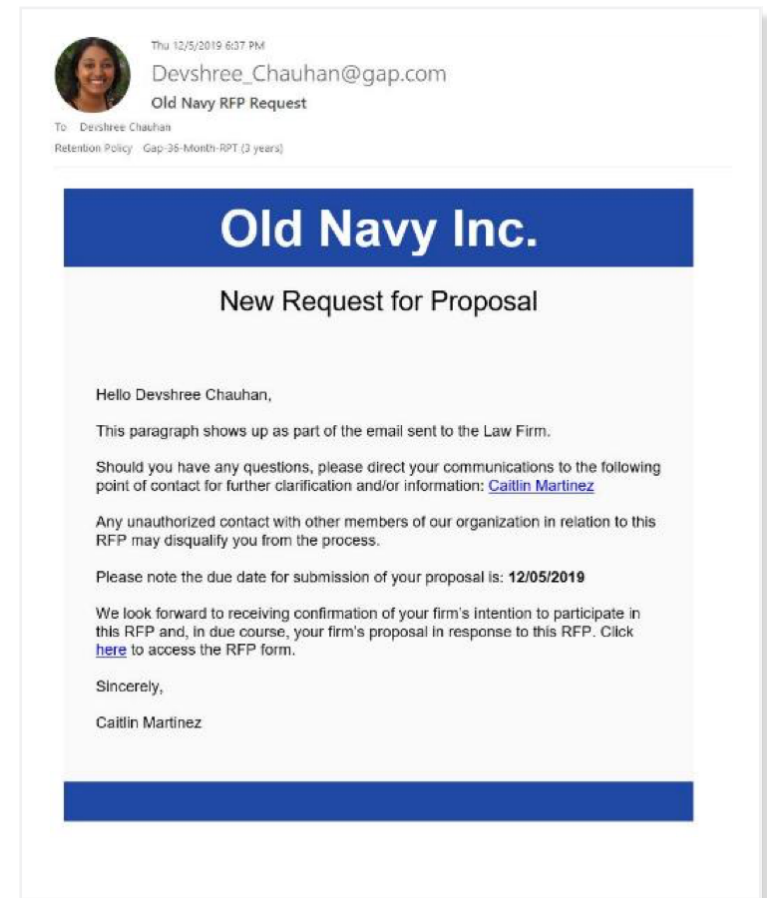 Thu 12/5/2019 6:37 PM
Devshree_Chauhan@gap.com
Old Navy RFP Request
To Devshree Chauhan
Retention Policy Gap-36-Month-RPT (3 years)
Old Navy Inc.
New Request for Proposal
Hello Devshree Chauhan,
This paragraph shows up as part of the email sent to the Law Firm.
Should you have any questions, please direct your communications to the following
point of contact for further clarification and/or information: Caitlin Martinez
Any unauthorized contact with other members of our organization in relation to this
RFP may disqualify you from the process.
Please note the due date for submission of your proposal is: 12/05/2019
We look forward to receiving confirmation of your firm's intention to participate in
this RFP and, in due course, your firm's proposal in response to this RFP. Click
here to access the RFP form.
Sincerely,
Caitlin Martinez